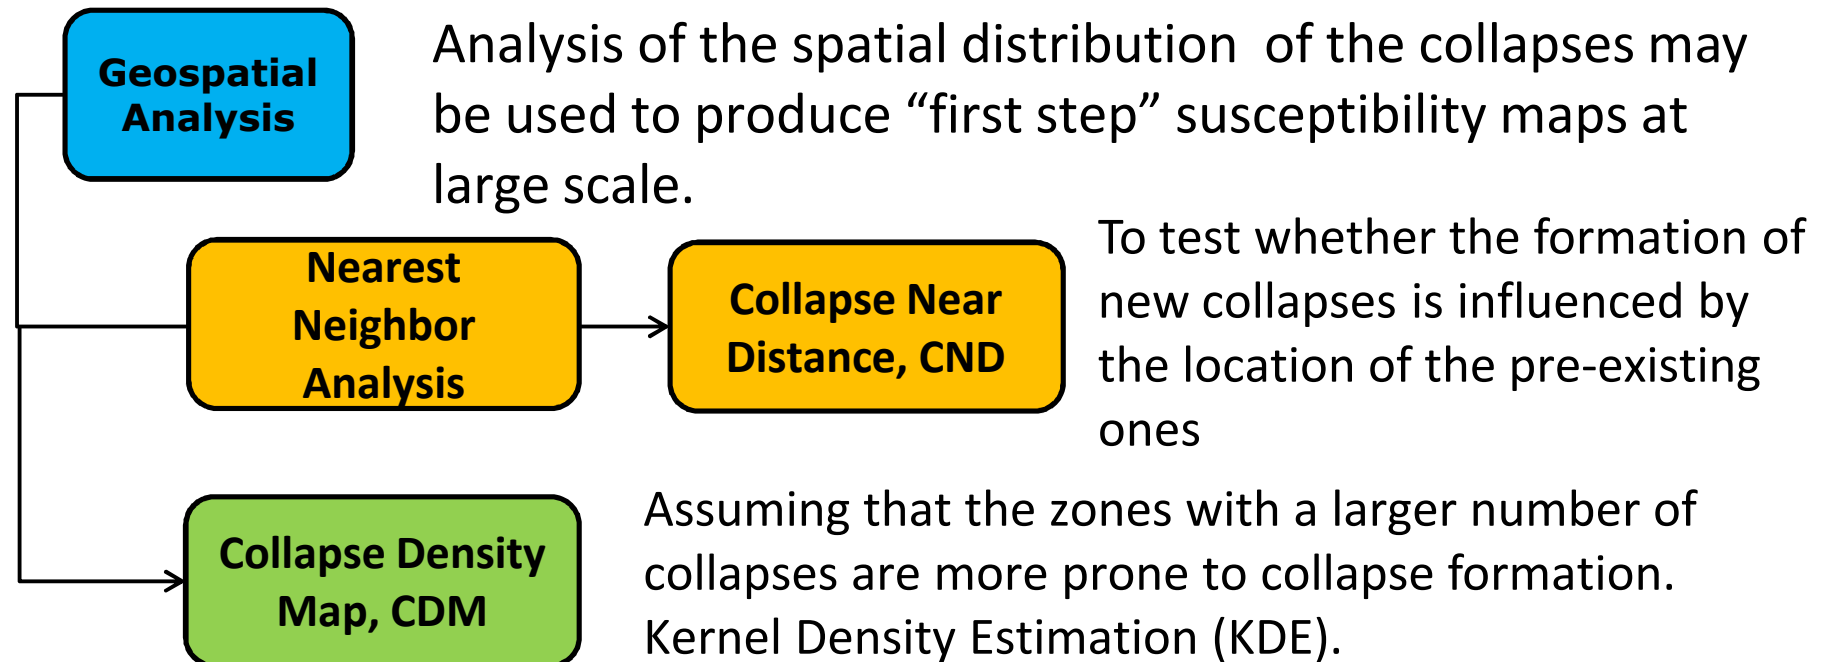 Geospatial
Analysis
Analysis of the spatial distribution  of the collapses may
be used to produce “first step” susceptibility maps at
large scale.
Nearest
Neighbor
Analysis
Collapse Near
Distance, CND
To test whether the formation of
new collapses is influenced by
the location of the pre-existing
ones
Collapse Density
Map, CDM
Assuming that the zones with a larger number of
collapses are more prone to collapse formation.
Kernel Density Estimation (KDE).